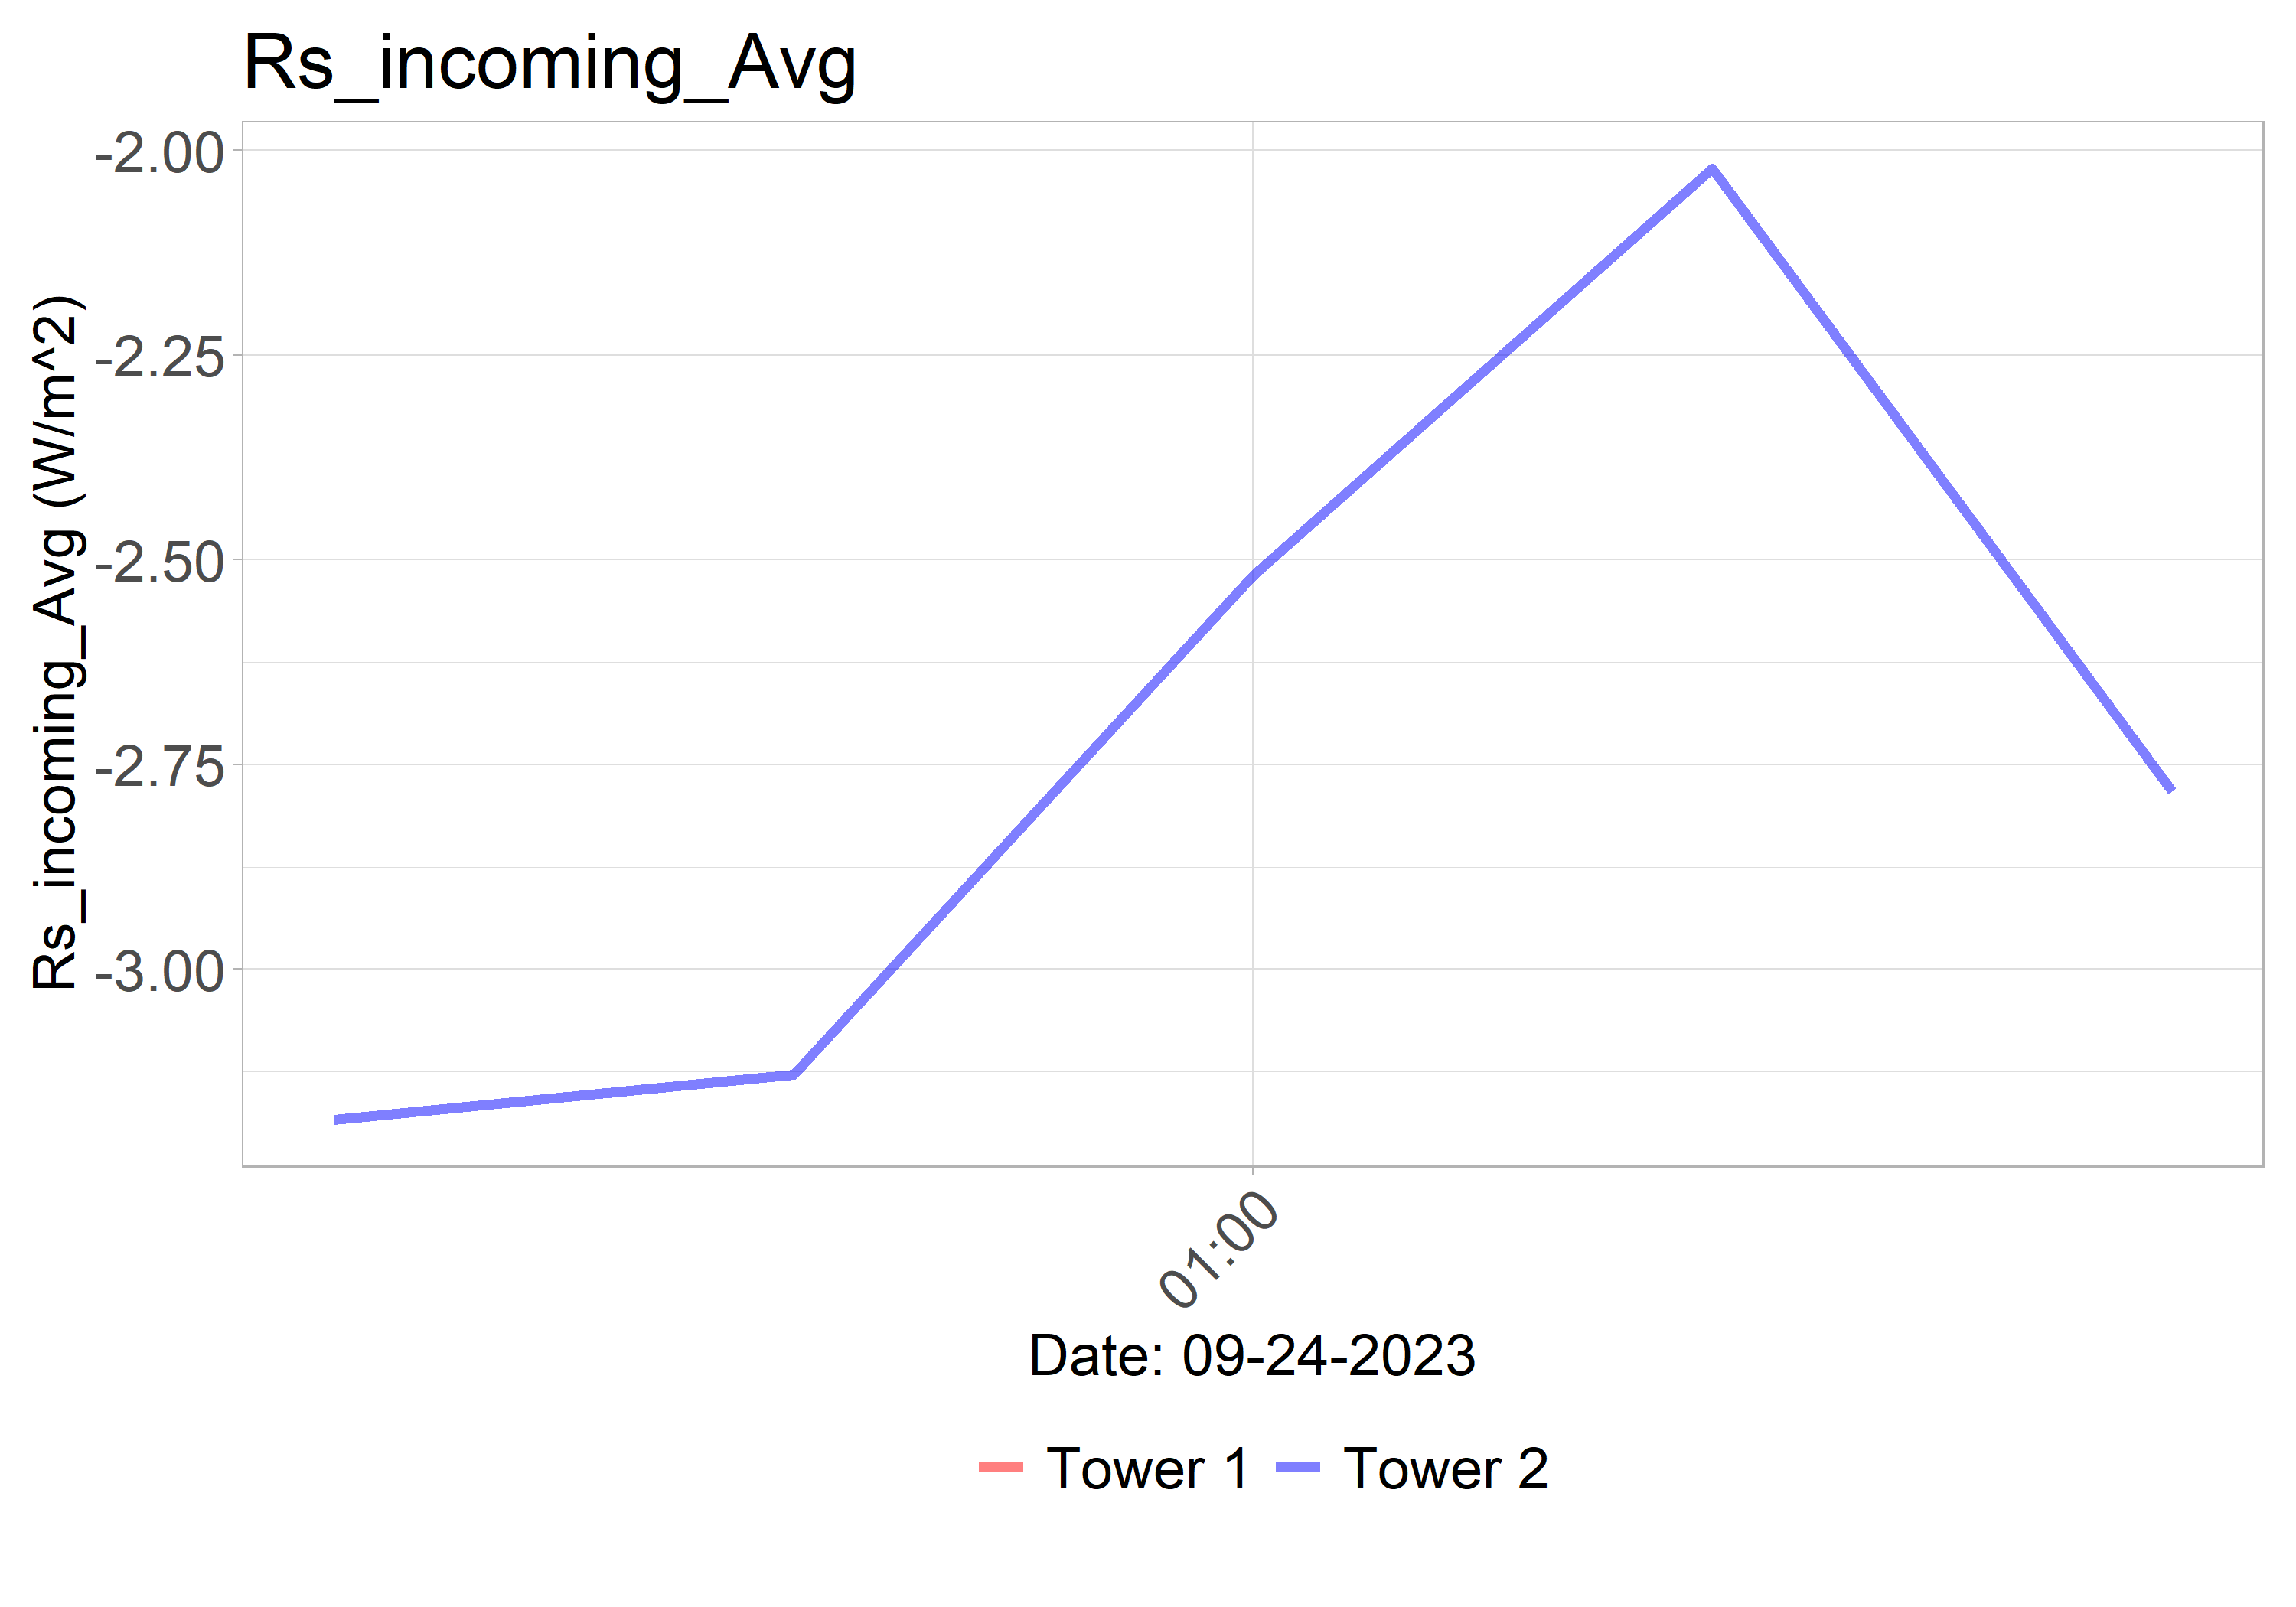 Rs_incoming_Avg
Rs_incoming_Avg (W/m^2)
-2.00
-2.25
-2.50
-2.75
-3.00
01:00
Date: 09-24-2023
Tower 1 Tower 2